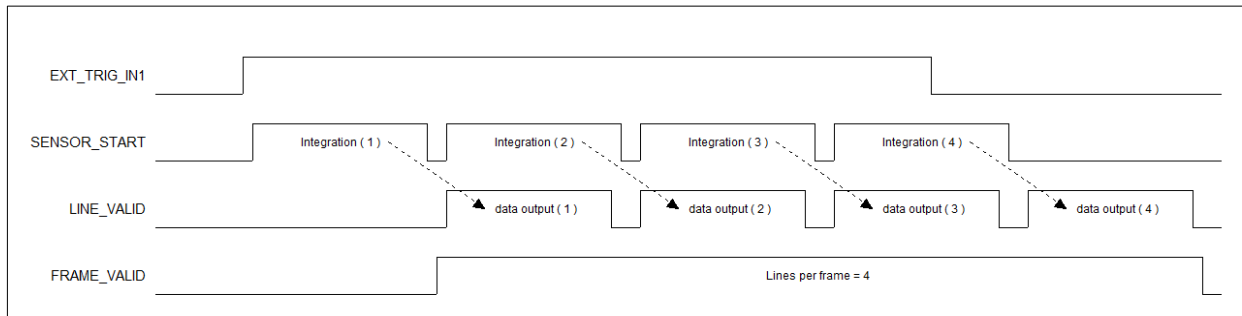 EXT_TRIG_IN1
SENSOR_START
Integration ( 1 )
Integration ( 2 )
Integration ( 3 )
Integration ( 4 )
LINE_VALID
data output ( 1 )
data output ( 2 )
data output ( 3 )
data output ( 4 )
FRAME_VALID
Lines per frame = 4